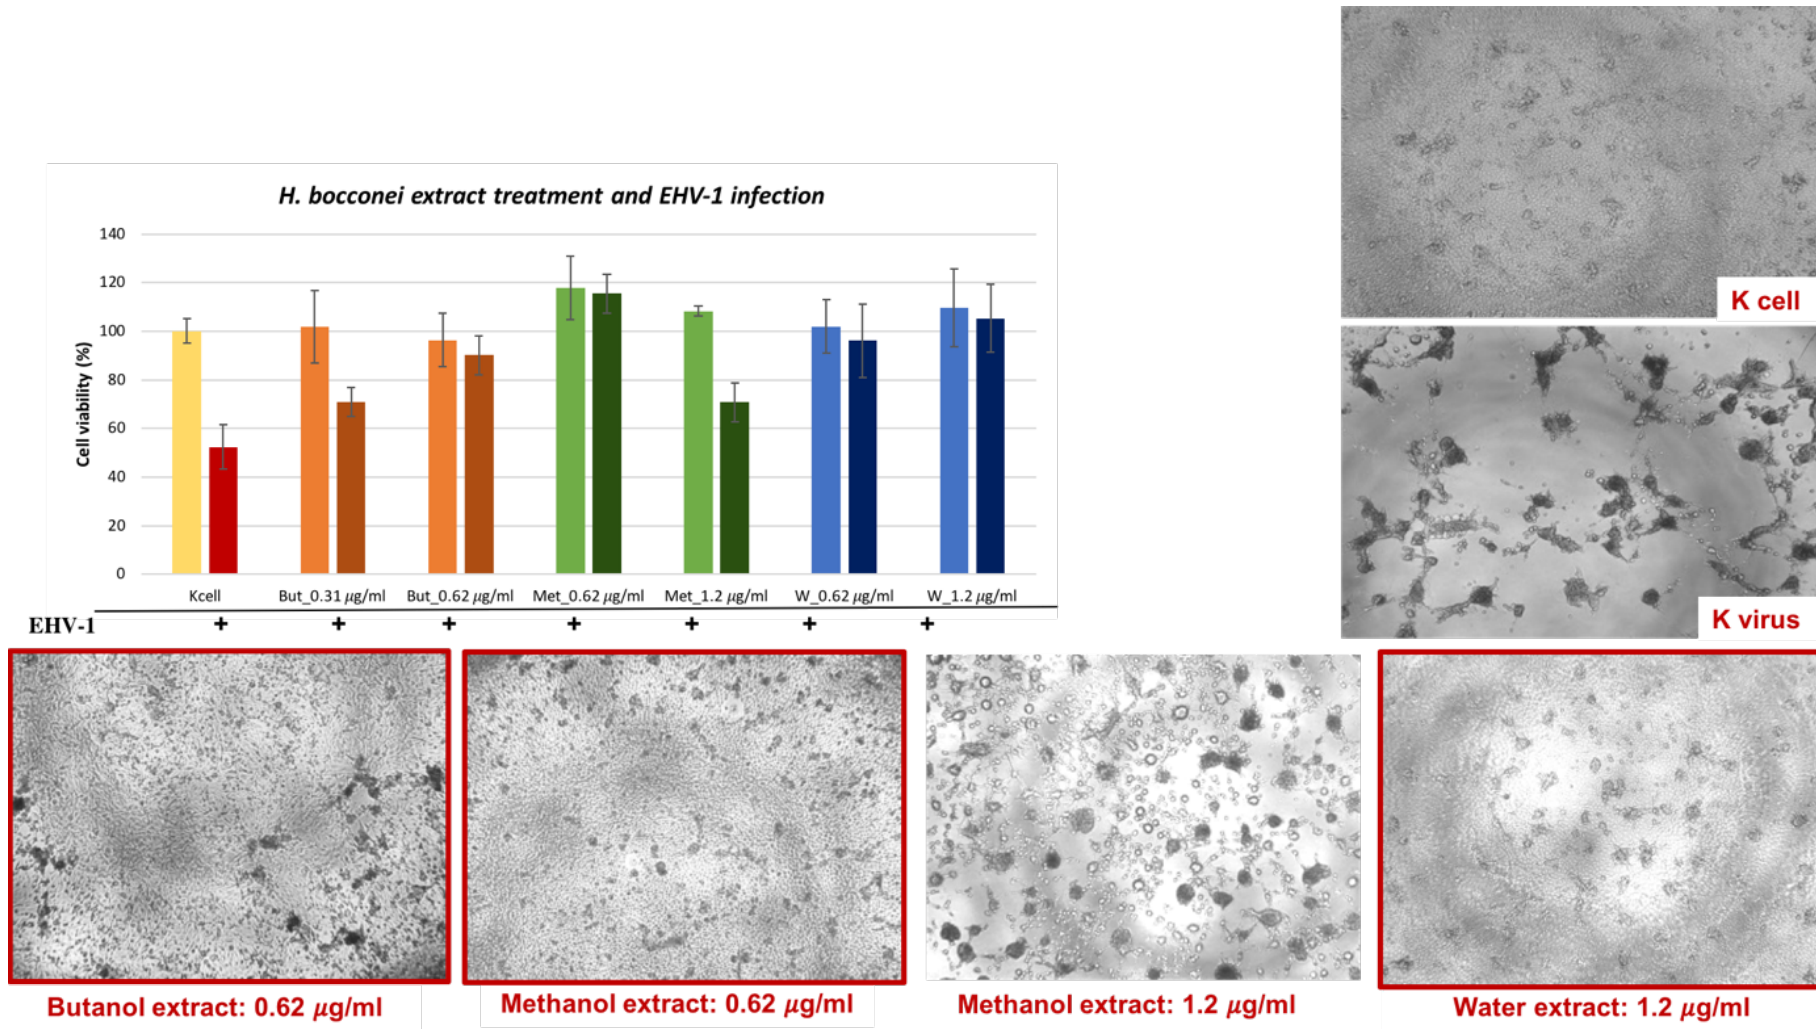 H. bocconei extract treatment and EHV-1 infection
Cell viability (%)
140
120
100
80
60
40
20
0
Kcell But_0.31 μg/ml But_0.62 μg/ml Met_0.62 μg/ml Met_1.2 μg/ml W_0.62 μg/ml W_1.2 μg/ml
EHV-1 + + + + + + +
K cell
K virus
Butanol extract: 0.62 μg/ml
Methanol extract: 0.62 μg/ml
Methanol extract: 1.2 μg/ml
Water extract: 1.2 μg/ml